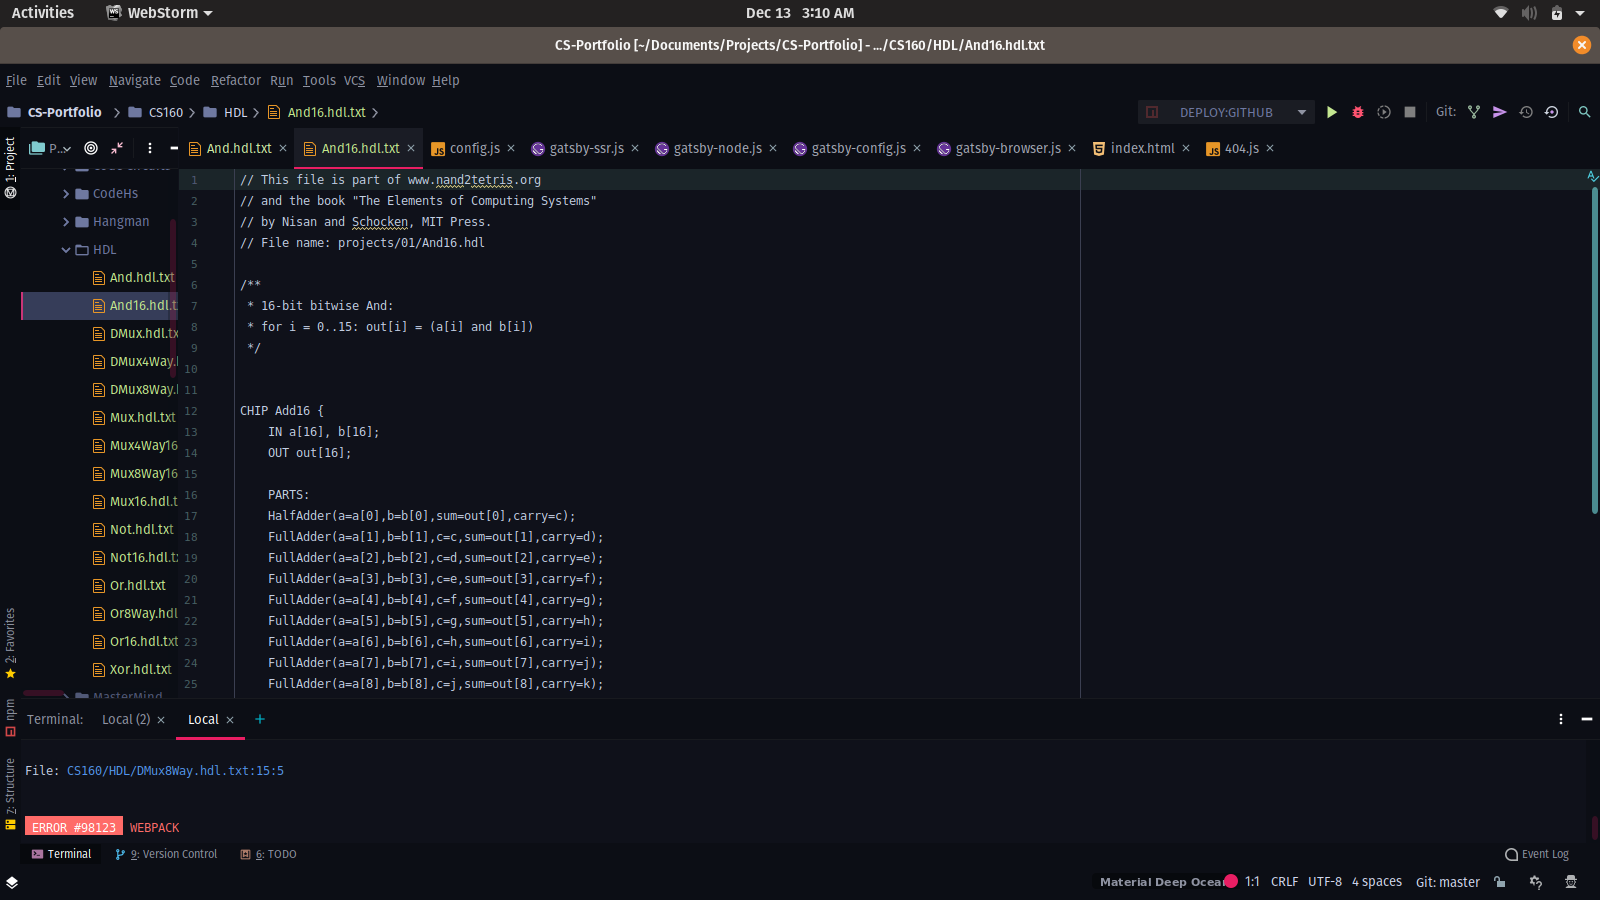 Activities WebStorm Dec 13 3:10 AM
CS-Portfolio [~/Documents/Projects/CS-Portfolio] - .../CS160/HDL/And16.hdl.txt
File Edit View Navigate Code Refactor Run Tools VCS Window Help
CS-Portfolio CS160 HDL And16.hdl.txt DEPLOY:GITHUB Git:
1: Project
P.. And.hdl.txt And16.hdl.txt config.js gatsby-ssr.js gatsby-node.js gatsby-config.js gatsby-browser.js index.html 404.js
CodeHs
Hangman
HDL
And.hdl.txt
And16.hdl.t
DMux.hdl.tx
DMux4Way.
DMux8Way.
Mux.hdl.txt
Mux4Way16
Mux8Way16
Mux16.hdl.t
Not.hdl.txt
Not16.hdl.t
Or.hdl.txt
Or8Way.hdl
Or16.hdl.txt
Xor.hdl.txt
MasterMind
1 // This file is part of www.nand2tetris.org
2 // and the book "The Elements of Computing Systems"
3 // by Nisan and Schocken, MIT Press.
4 // File name: projects/01/And16.hdl
5
6 /**
7 * 16-bit bitwise And:
8 * for i = 0..15: out[i] = (a[i] and b[i])
9 */
10
11
12 CHIP Add16 {
13 IN a[16], b[16];
14 OUT out[16];
15
16 PARTS:
17 HalfAdder(a=a[0],b=b[0],sum=out[0],carry=c);
18 FullAdder(a=a[1],b=b[1],c=c,sum=out[1],carry=d);
19 FullAdder(a=a[2],b=b[2],c=d,sum=out[2],carry=e);
20 FullAdder(a=a[3],b=b[3],c=e,sum=out[3],carry=f);
21 FullAdder(a=a[4],b=b[4],c=f,sum=out[4],carry=g);
22 FullAdder(a=a[5],b=b[5],c=g,sum=out[5],carry=h);
23 FullAdder(a=a[6],b=b[6],c=h,sum=out[6],carry=i);
24 FullAdder(a=a[7],b=b[7],c=i,sum=out[7],carry=j);
25 FullAdder(a=a[8],b=b[8],c=j,sum=out[8],carry=k);
2: Favorites
npm
7: Structure
Terminal: Local (2) Local
File: CS160/HDL/DMux8Way.hdl.txt:15:5
ERROR #98123 WEBPACK
Terminal 9: Version Control 6: TODO Event Log
Material Deep Ocea 1:1 CRLF UTF-8 4 spaces Git: master